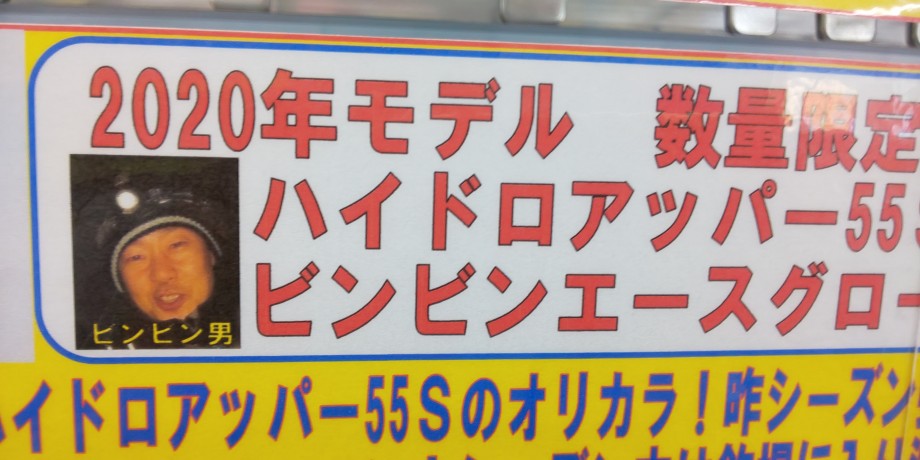 2020年モデル 数量限定
ハイドロアッパー55S
ビンビンエースグロー
ビンビン男
ハイドロアッパー55Sのオリカラ！昨シーズン